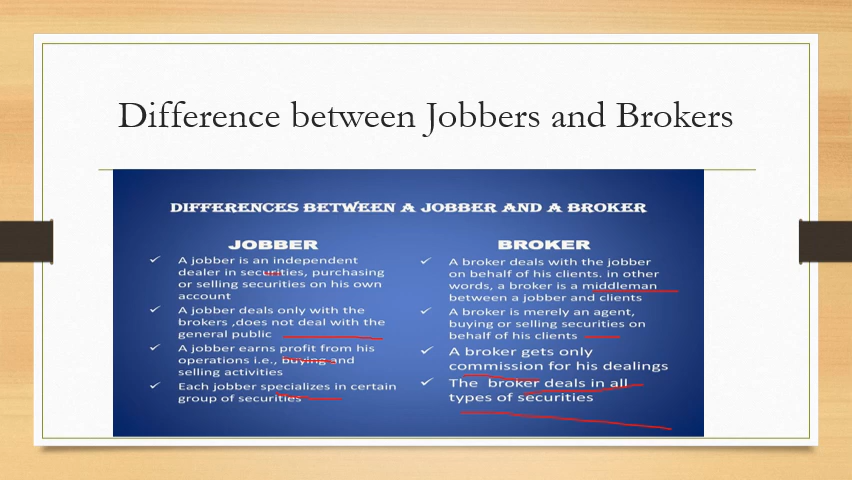 Difference between Jobbers and Brokers
DIFFERENCES BETWEEN A JOBBER AND A BROKER
JOBBER
A jobber is an independent
dealer in securities, purchasing
or selling securities on his own
account
A jobber deals only with the
brokers ,does not deal with the
general public
A jobber earns profit from his
operations i.e., buying and
selling activities
Each jobber specializes in certain
group of securities
BROKER
A broker deals with the jobber
on behalf of his clients. in other
words, a broker is a middleman
between a jobber and clients
A broker is merely an agent,
buying or selling securities on
behalf of his clients
A broker gets only
commission for his dealings
The broker deals in all
types of securities